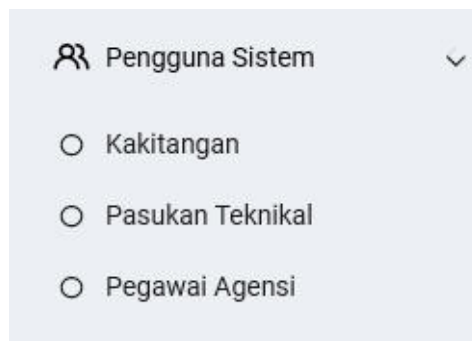 Pengguna Sistem
Kakitangan
Pasukan Teknikal
Pegawai Agensi